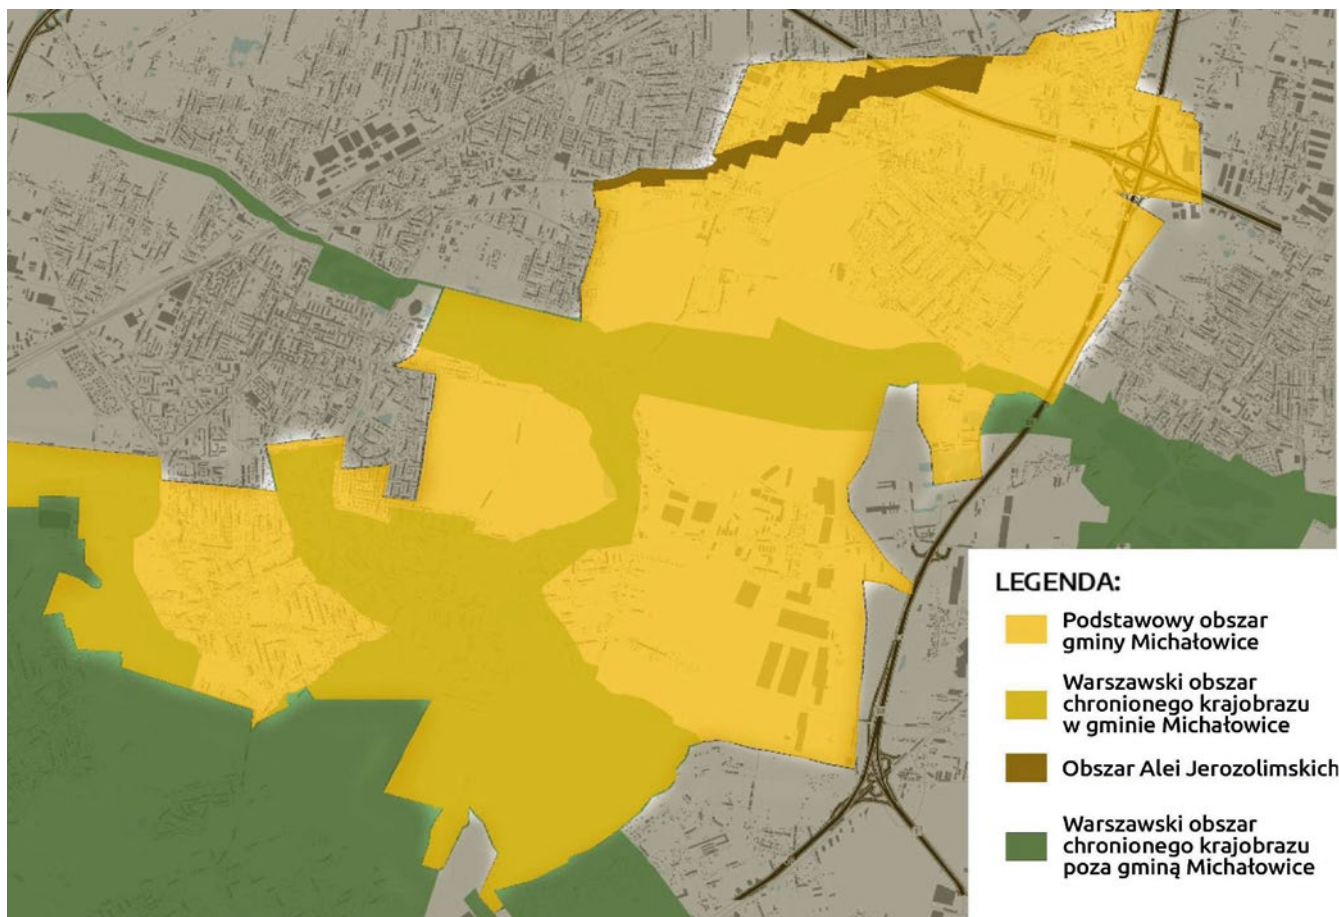 LEGENDA:
Podstawowy obszar
gminy Michałowice
Warszawski obszar
chronionego krajobrazu
w gminie Michałowice
Obszar Alei Jerozolimskich
Warszawski obszar
chronionego krajobrazu
poza gminą Michałowice